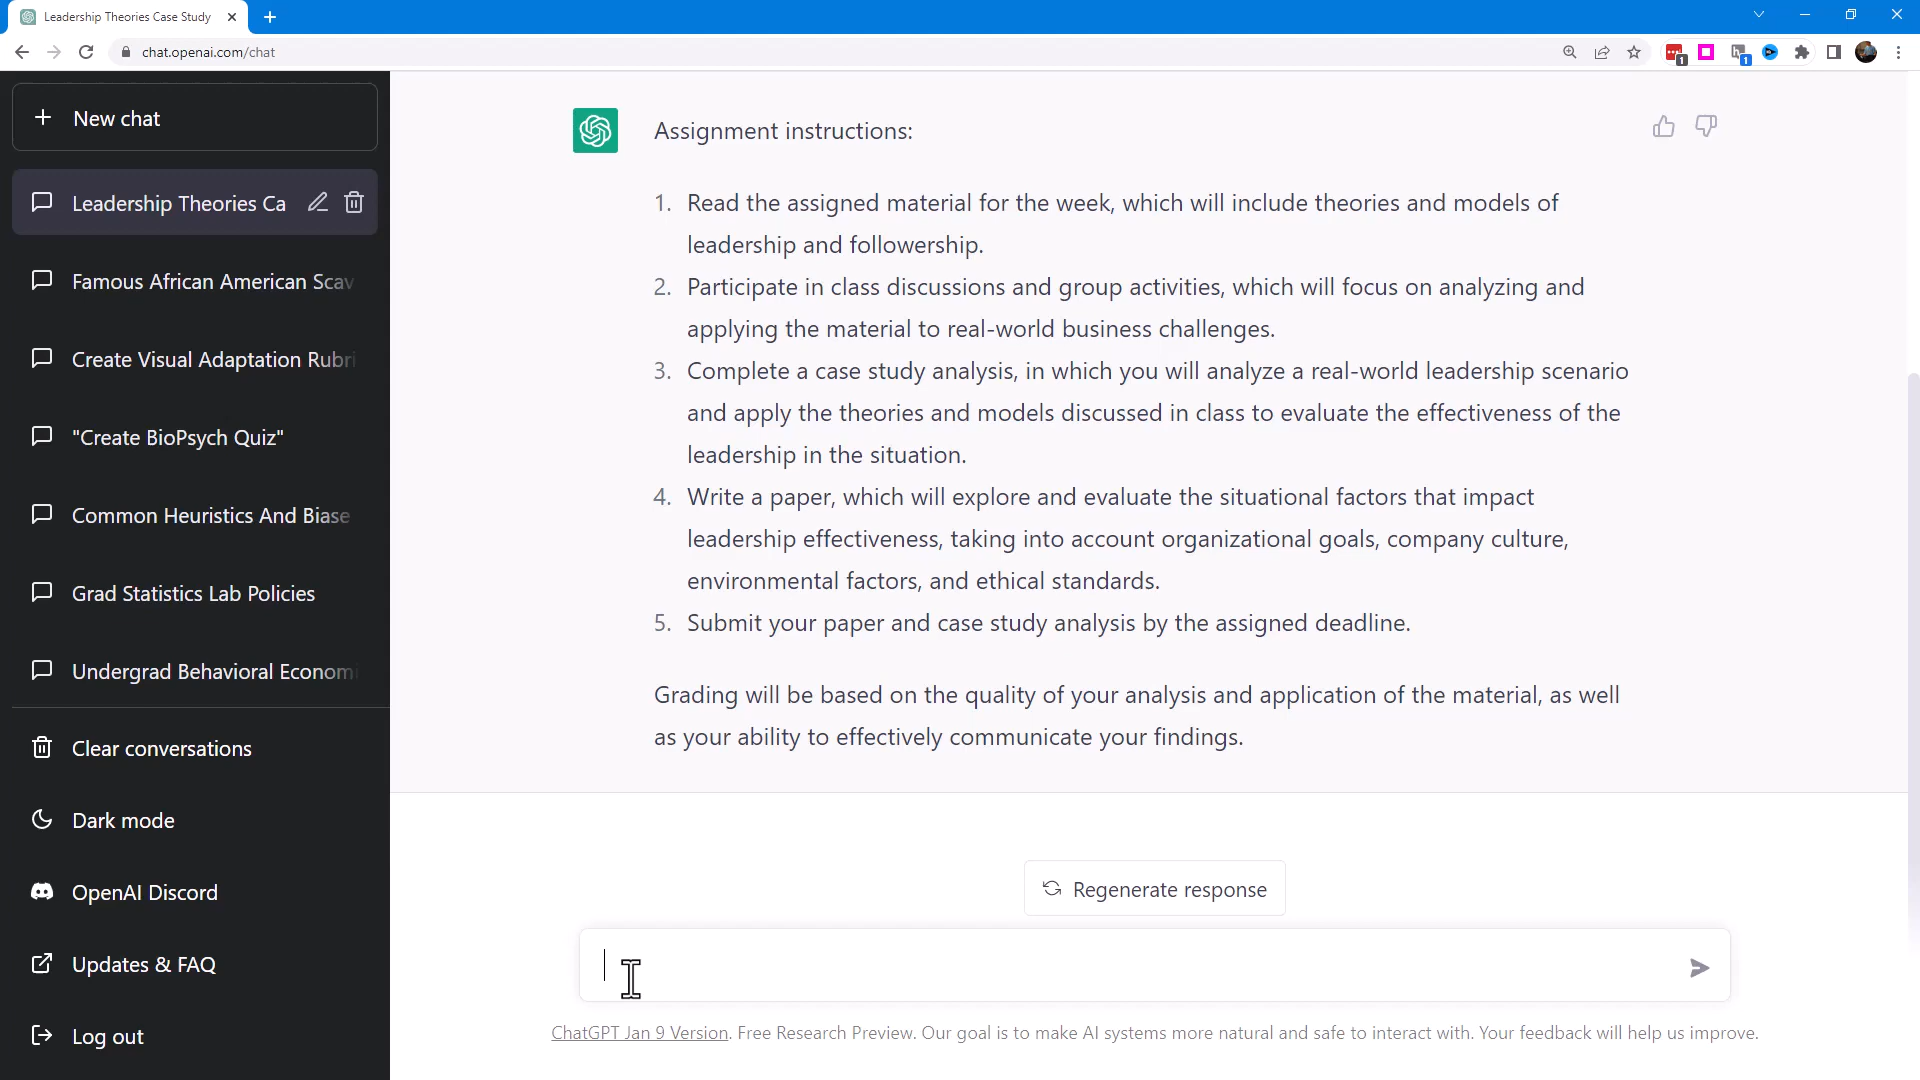 Leadership Theories Case Study
chat.openai.com/chat
1
1
New chat
Leadership Theories Ca
Famous African American Scav
Create Visual Adaptation Rubri
"Create BioPsych Quiz"
Common Heuristics And Biase
Grad Statistics Lab Policies
Undergrad Behavioral Econom
Clear conversations
Dark mode
OpenAI Discord
Updates & FAQ
Log out
Assignment instructions:
1. Read the assigned material for the week, which will include theories and models of
leadership and followership.
2. Participate in class discussions and group activities, which will focus on analyzing and
applying the material to real-world business challenges.
3. Complete a case study analysis, in which you will analyze a real-world leadership scenario
and apply the theories and models discussed in class to evaluate the effectiveness of the
leadership in the situation.
4. Write a paper, which will explore and evaluate the situational factors that impact
leadership effectiveness, taking into account organizational goals, company culture,
environmental factors, and ethical standards.
5. Submit your paper and case study analysis by the assigned deadline.
Grading will be based on the quality of your analysis and application of the material, as well
as your ability to effectively communicate your findings.
Regenerate response
ChatGPT Jan 9 Version. Free Research Preview. Our goal is to make AI systems more natural and safe to interact with. Your feedback will help us improve.